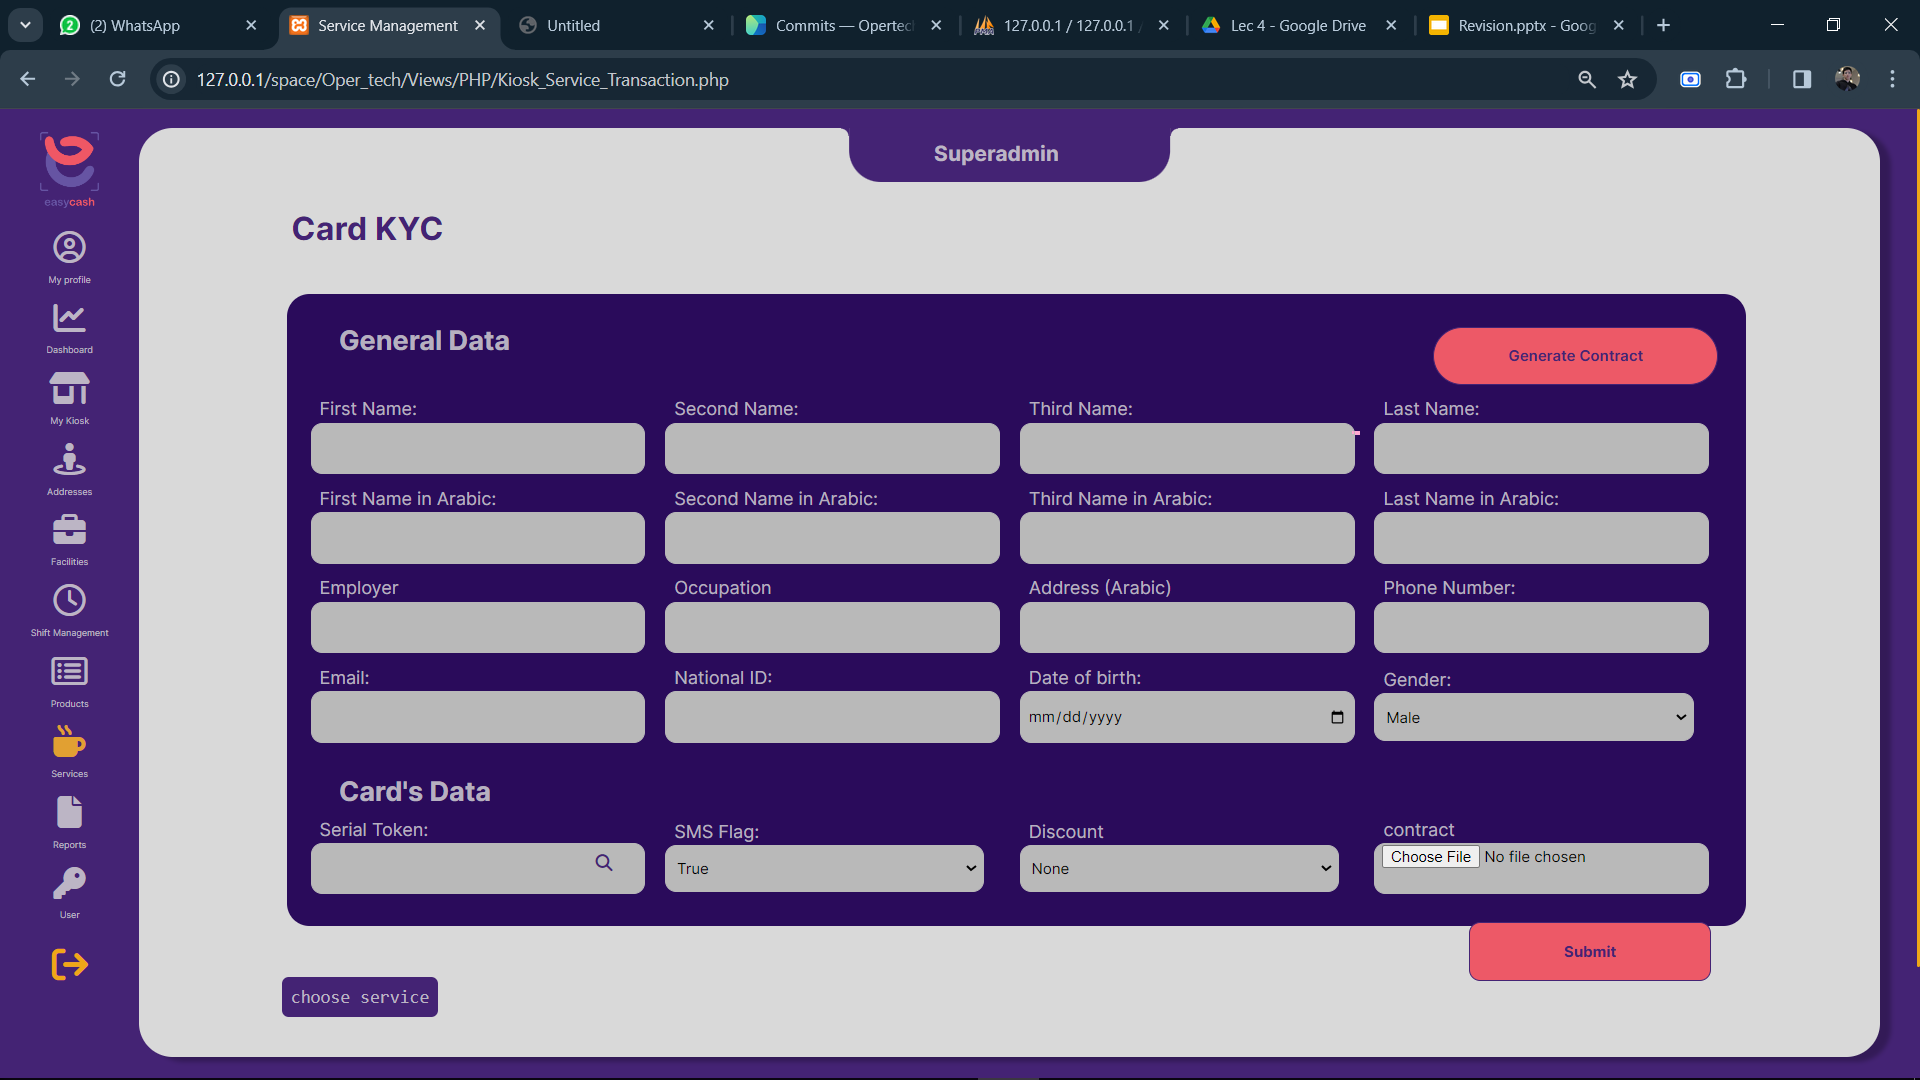 (2) WhatsApp
Service Management
Untitled
Commits — Opertec
127.0.0.1 / 127.0.0.1 /
Lec 4 - Google Drive
Revision.pptx - Goog
127.0.0.1/space/Oper_tech/Views/PHP/Kiosk_Service_Transaction.php
easycash
My profile
Dashboard
My Kiosk
Addresses
Facilities
Shift Management
Products
Services
Reports
User
Superadmin
Card KYC
General Data
Generate Contract
First Name:
Second Name:
Third Name:
Last Name:
First Name in Arabic:
Second Name in Arabic:
Third Name in Arabic:
Last Name in Arabic:
Employer
Occupation
Address (Arabic)
Phone Number:
Email:
National ID:
Date of birth:
mm/dd/yyyy
Gender:
Male
Card's Data
Serial Token:
SMS Flag:
True
Discount
None
contract
Choose File No file chosen
Submit
choose service